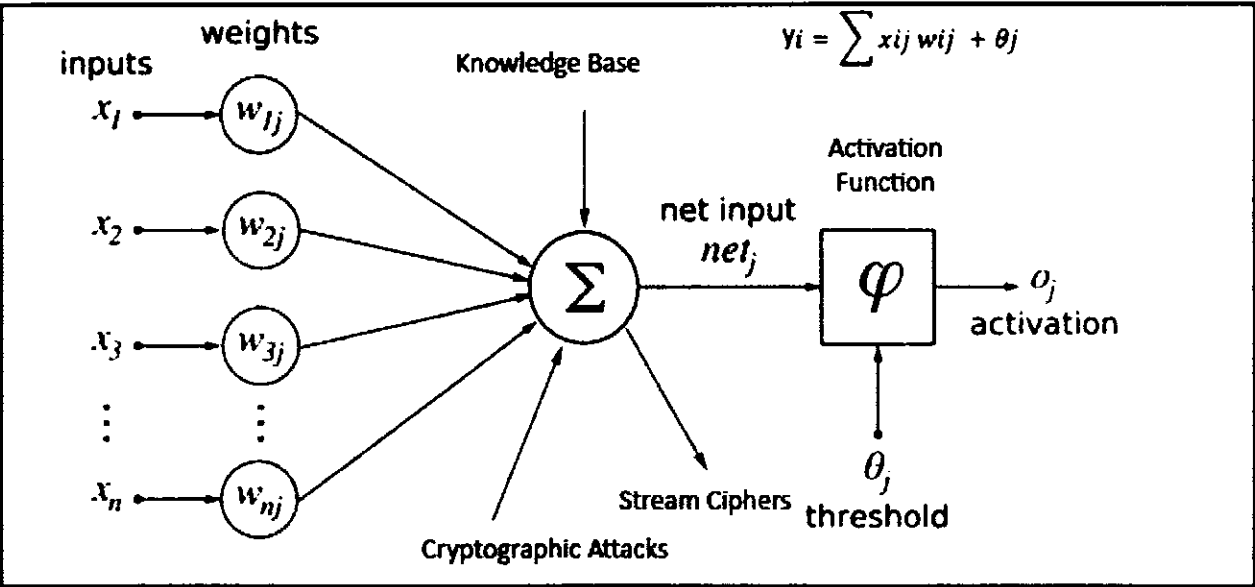 weights
yi = ∑ xij wij + θj
inputs
Knowledge Base
x1
w1j
Activation
Function
x2
w2j
net input
netj
Σ
φ
oj
activation
x3
w3j
⋮ ⋮
θj
threshold
xn
wnj
Stream Ciphers
Cryptographic Attacks